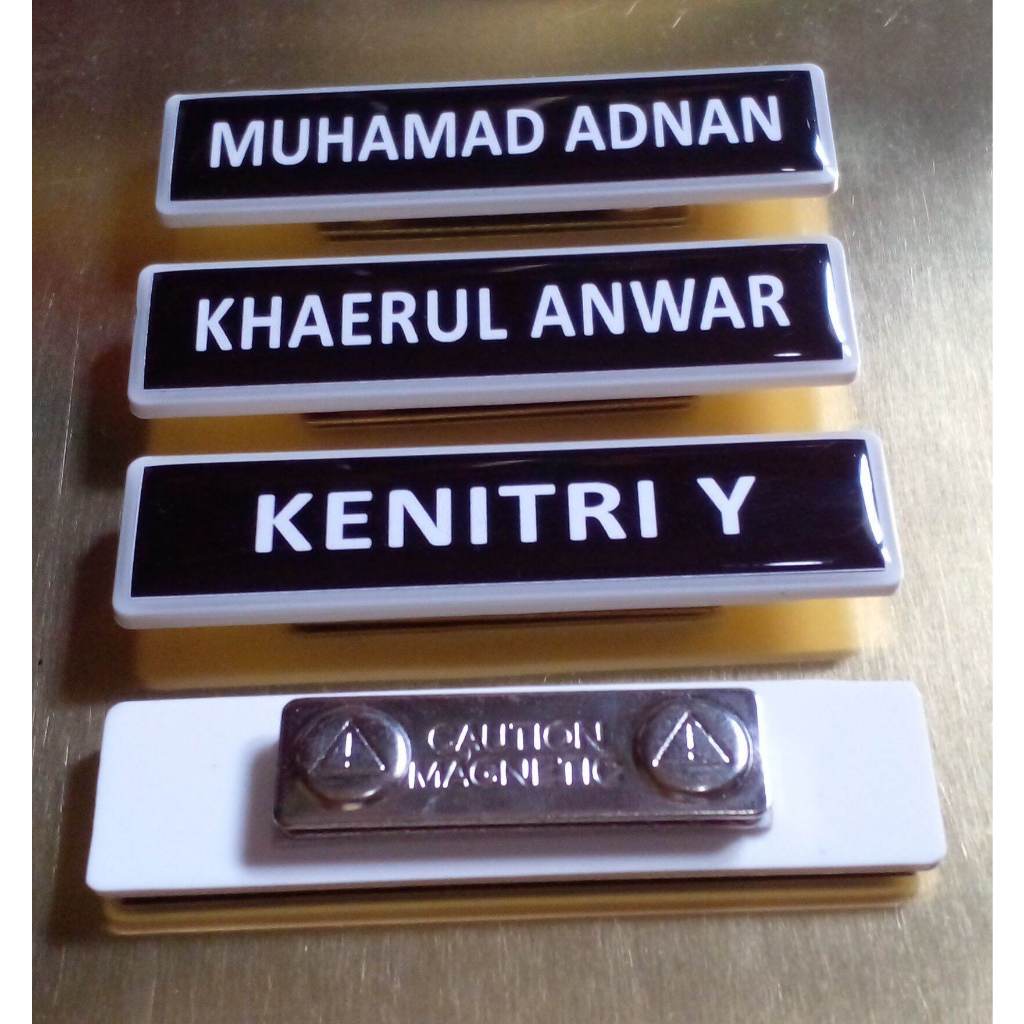 MUHAMAD ADNAN
KHAERUL ANWAR
KENITRI Y
CAUTION
MAGNETIC